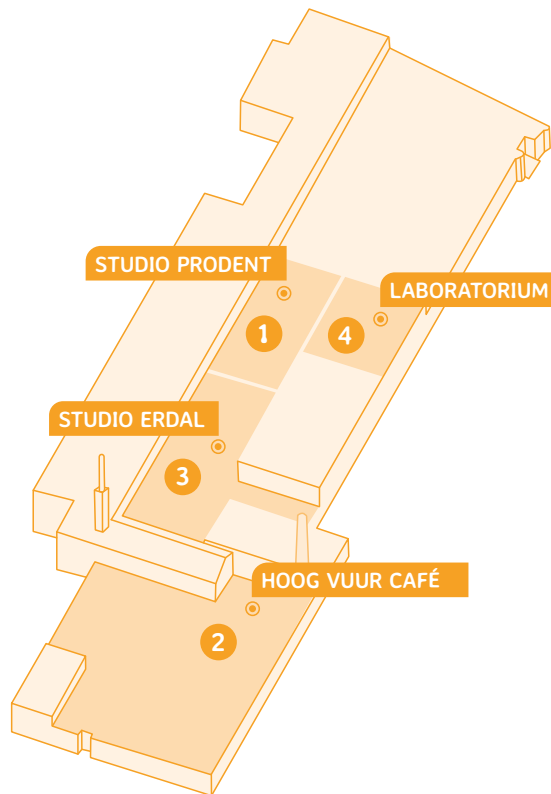 STUDIO PRODENT
LABORATORIUM
1
4
STUDIO ERDAL
3
HOOG VUUR CAFÉ
2